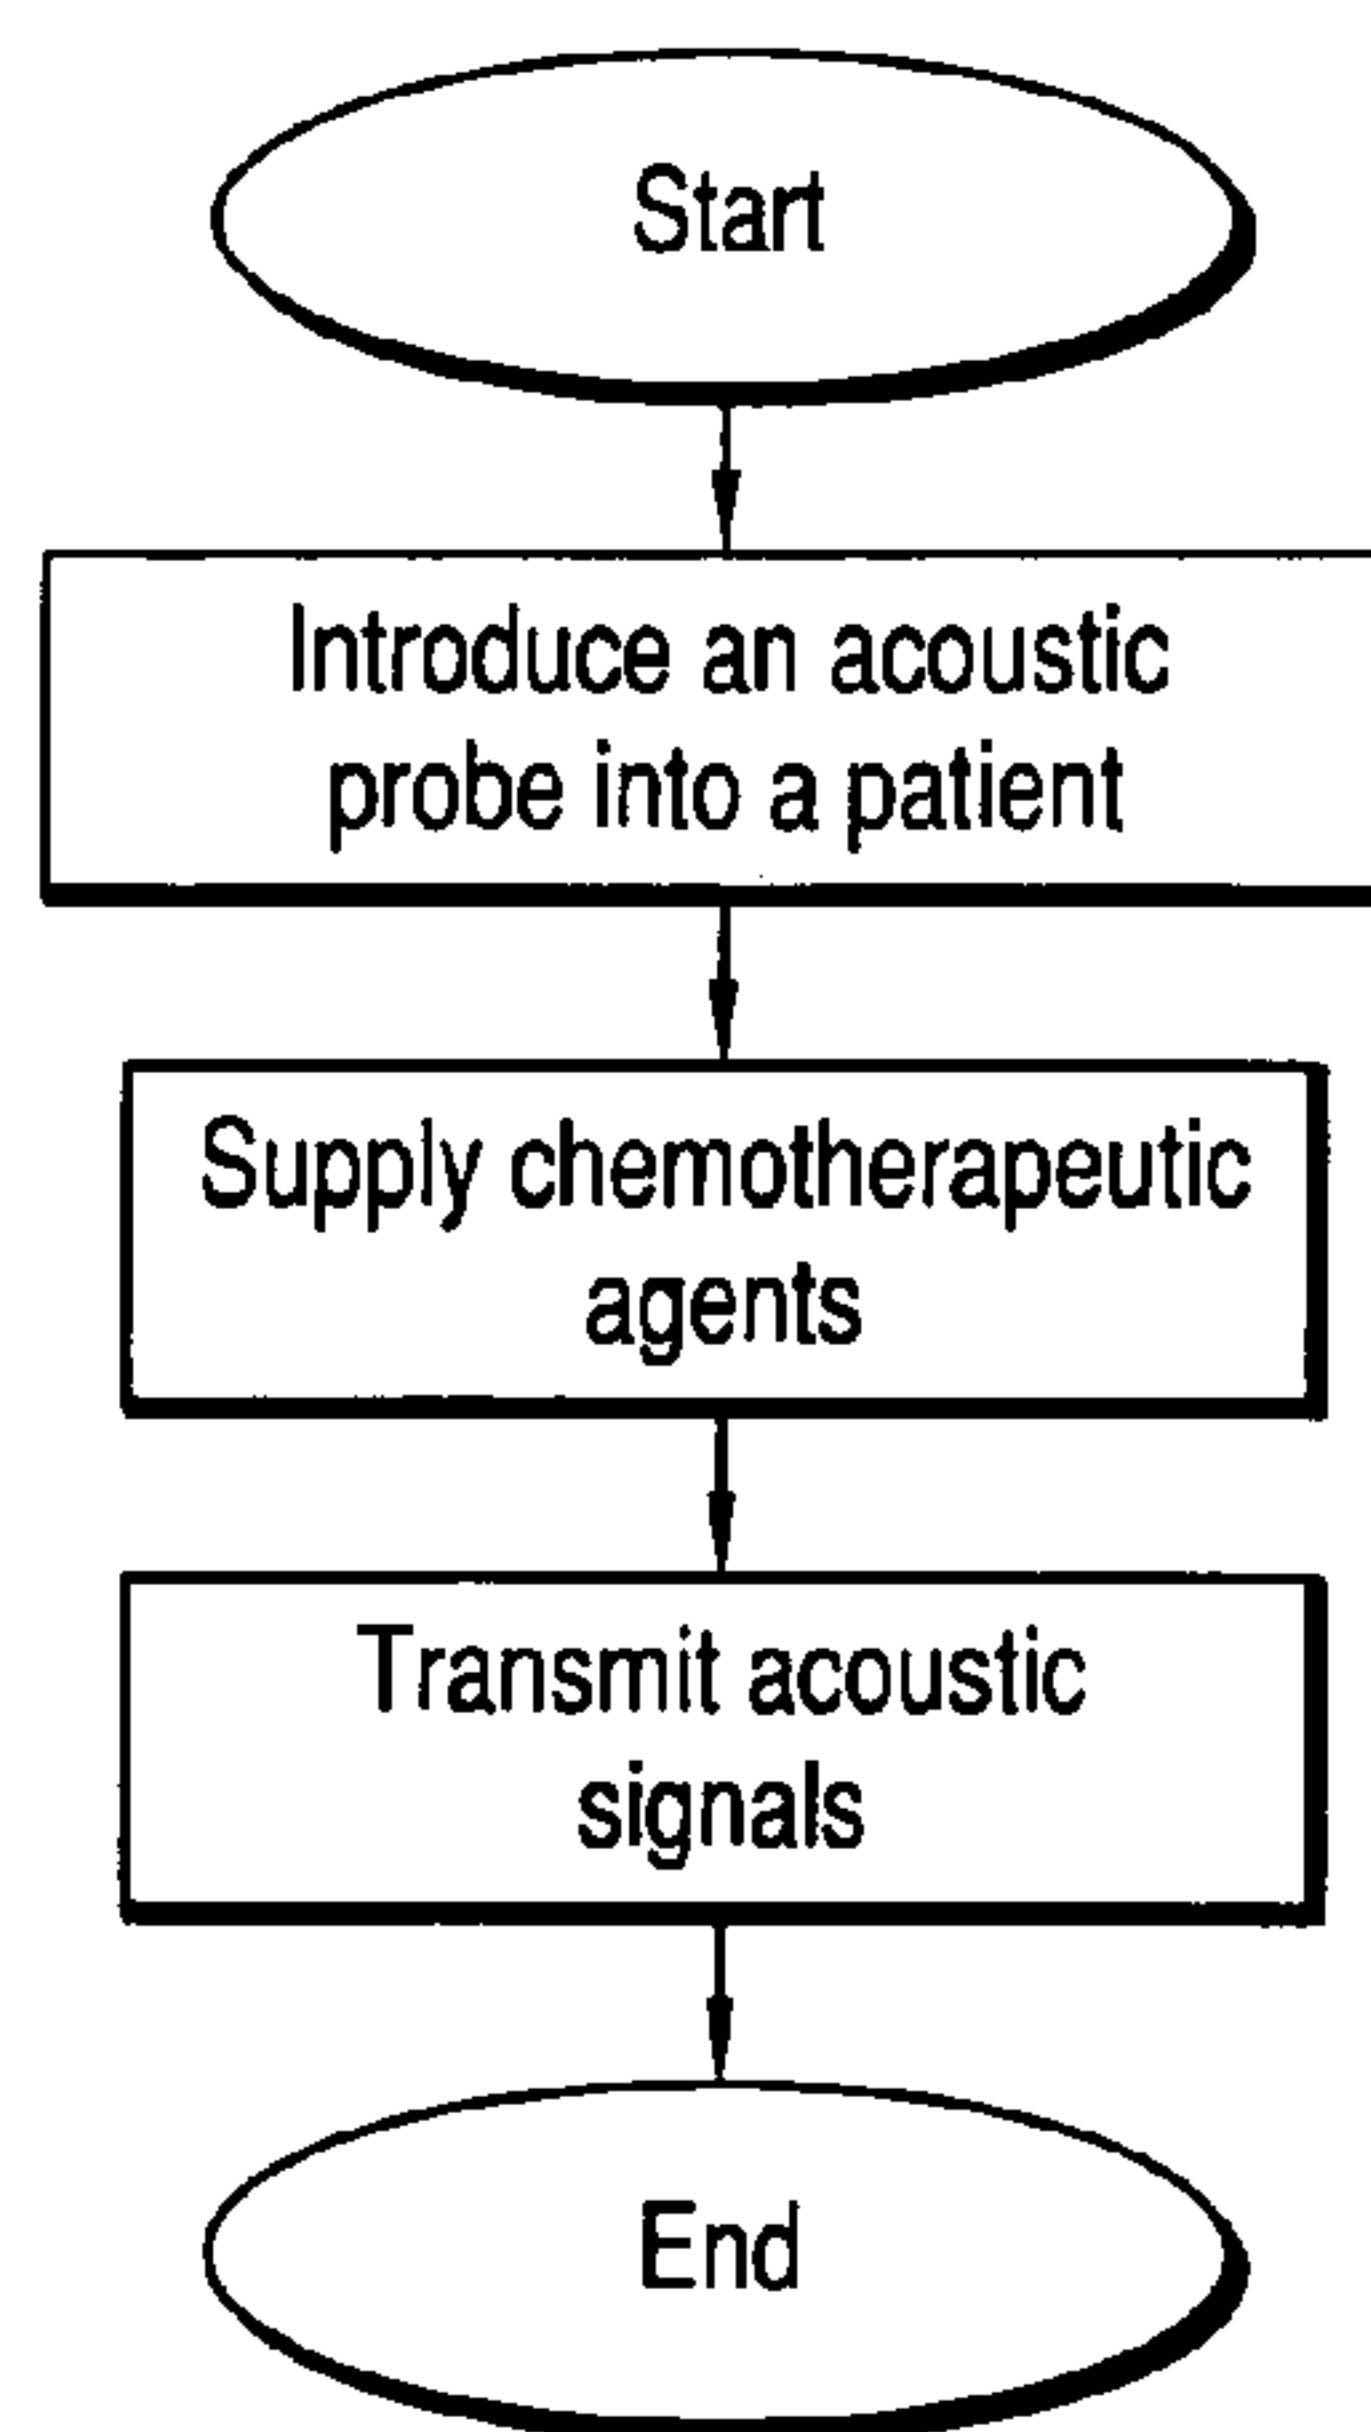 Start
Introduce an acoustic
probe into a patient
Supply chemotherapeutic
agents
Transmit acoustic
signals
End